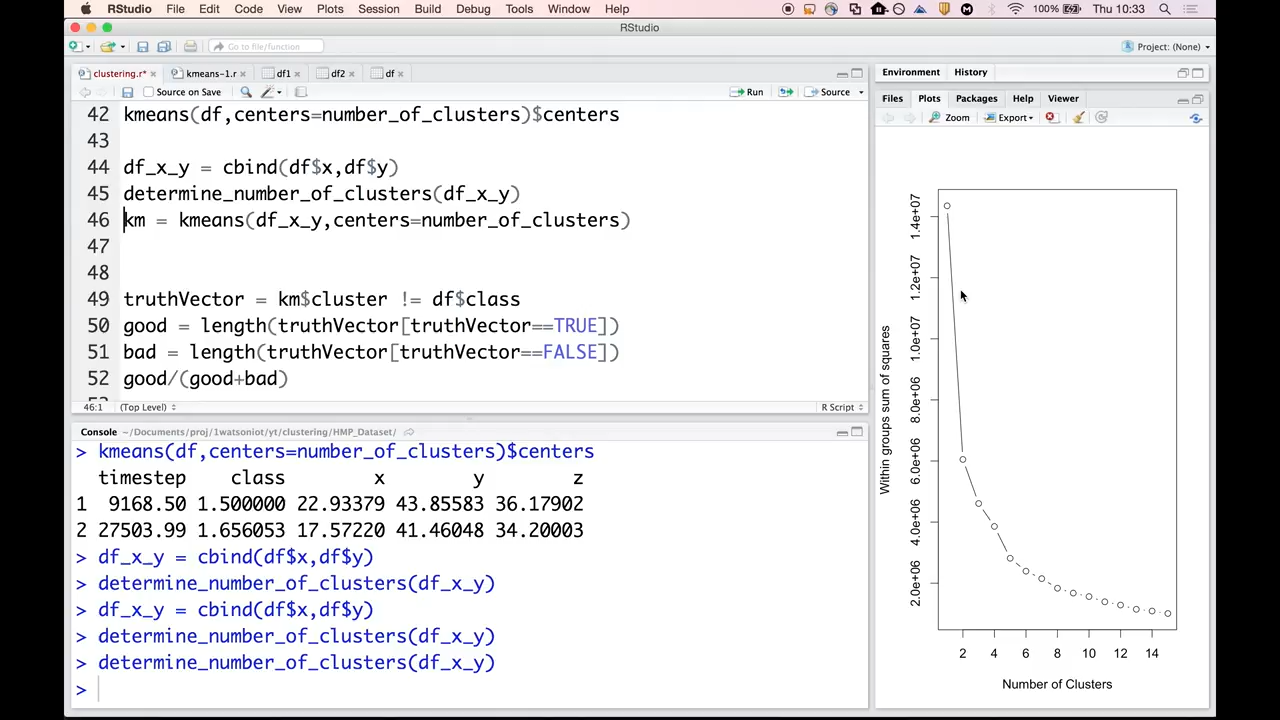 RStudio File Edit Code View Plots Session Build Debug Tools Window Help 100% Thu 10:33
RStudio
Go to file/function
Project: (None)
clustering.r* kmeans-1.r df1 df2 df
Source on Save
Run
Source
42 kmeans(df,centers=number_of_clusters)$centers
43
44 df_x_y = cbind(df$x,df$y)
45 determine_number_of_clusters(df_x_y)
46 km = kmeans(df_x_y,centers=number_of_clusters)
47
48
49 truthVector = km$cluster != df$class
50 good = length(truthVector[truthVector==TRUE])
51 bad = length(truthVector[truthVector==FALSE])
52 good/(good+bad)
46:1 (Top Level) R Script
Console ~/Documents/proj/1watsoniot/yt/clustering/HMP_Dataset/
> kmeans(df,centers=number_of_clusters)$centers
timestep class x y z
1 9168.50 1.500000 22.93379 43.85583 36.17902
2 27503.99 1.656053 17.57220 41.46048 34.20003
> df_x_y = cbind(df$x,df$y)
> determine_number_of_clusters(df_x_y)
> df_x_y = cbind(df$x,df$y)
> determine_number_of_clusters(df_x_y)
> determine_number_of_clusters(df_x_y)
>
Environment History
Files Plots Packages Help Viewer
Zoom Export
1.4e+07
1.2e+07
1.0e+07
8.0e+06
6.0e+06
4.0e+06
2.0e+06
Within groups sum of squares
2 4 6 8 10 12 14
Number of Clusters